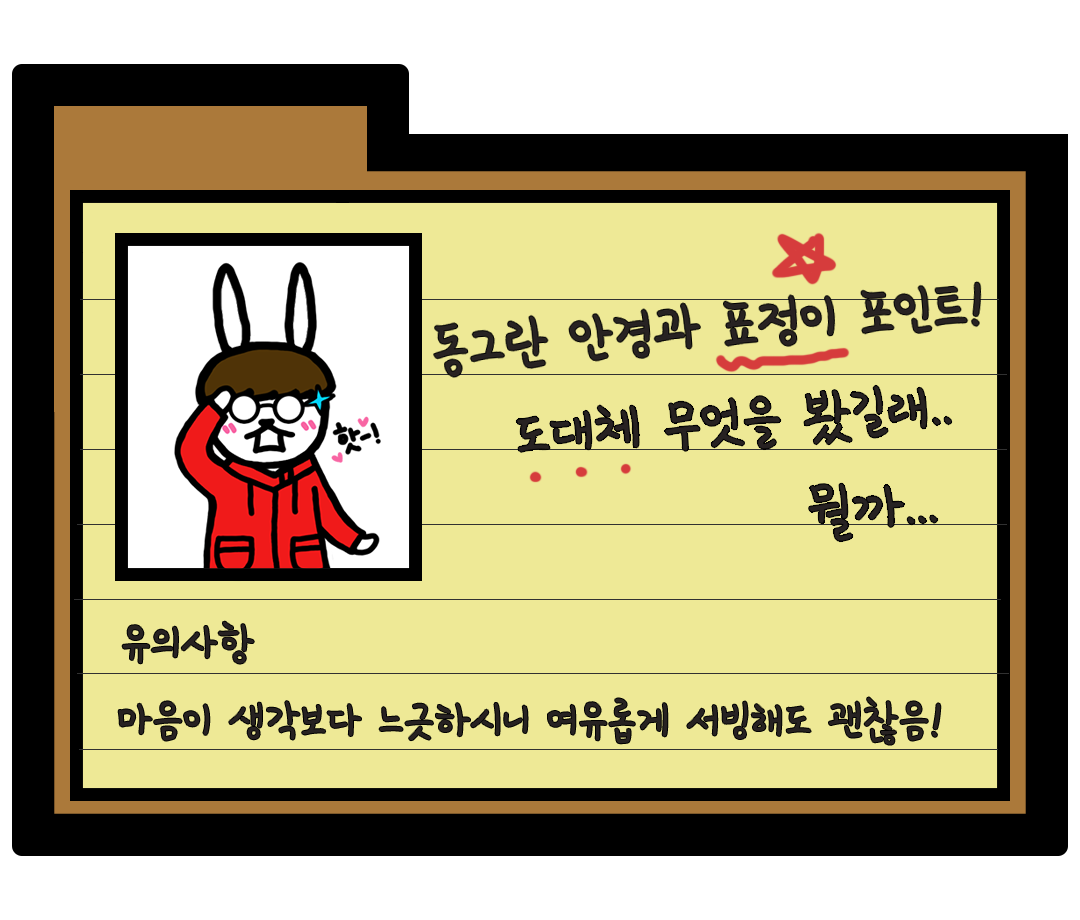 동그란 안경과 표정이 포인트!
핫-!
도대체 무엇을 봤길래..
뭘까...
유의사항
마음이 생각보다 느긋하시니 여유롭게 서빙해도 괜찮음!